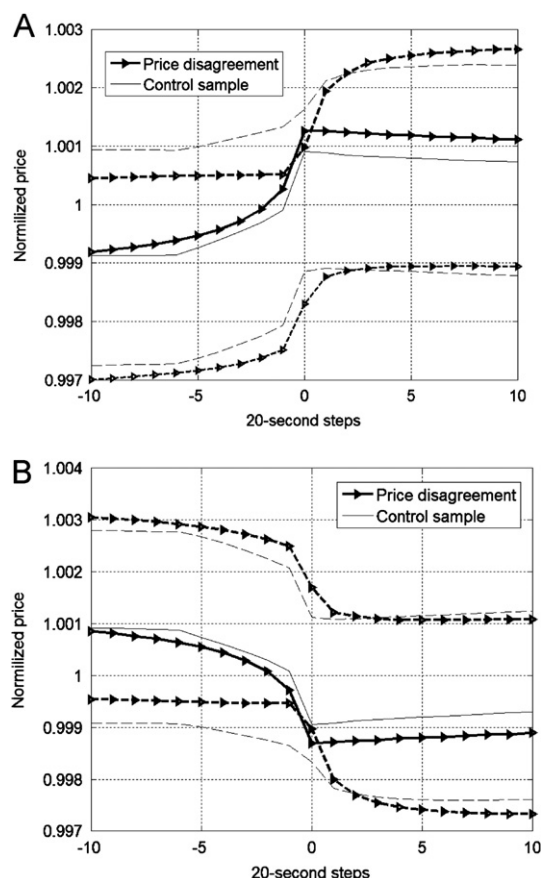 A
Normilized price
1.003
1.002
1.001
1
0.999
0.998
0.997
Price disagreement
Control sample
-10
-5
0
5
10
20-second steps
B
Normilized price
1.004
1.003
1.002
1.001
1
0.999
0.998
0.997
Price disagreement
Control sample
-10
-5
0
5
10
20-second steps